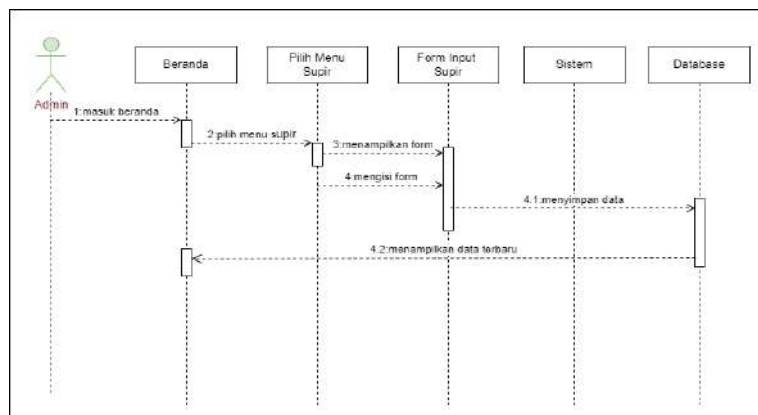 Beranda
Pilih Menu
Supir
Form Input
Supir
Sistem
Database
Admin
1:masuk beranda
2:pilih menu supir
3:menampilkan form
4:mengisi form
4.1:menyimpan data
4.2:menampilkan data terbaru